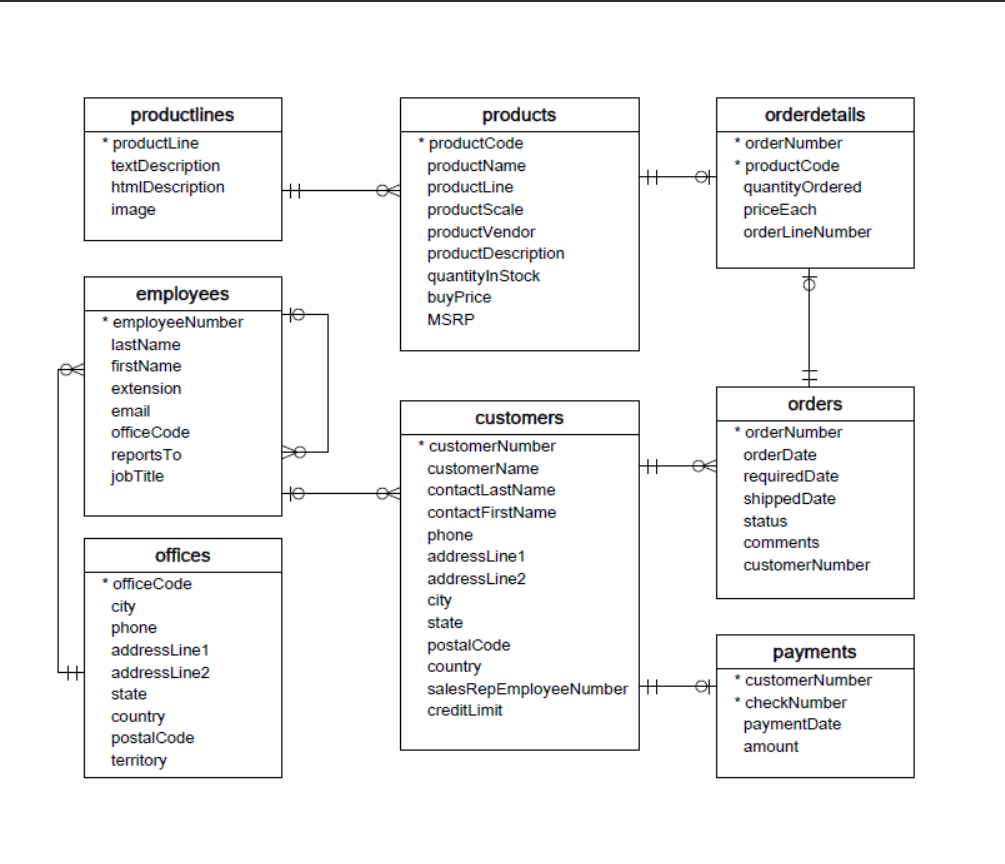 productlines
* productLine
textDescription
htmlDescription
image
products
* productCode
productName
productLine
productScale
productVendor
productDescription
quantityInStock
buyPrice
MSRP
orderdetails
* orderNumber
* productCode
quantityOrdered
priceEach
orderLineNumber
employees
* employeeNumber
lastName
firstName
extension
email
officeCode
reportsTo
jobTitle
customers
* customerNumber
customerName
contactLastName
contactFirstName
phone
addressLine1
addressLine2
city
state
postalCode
country
salesRepEmployeeNumber
creditLimit
orders
* orderNumber
orderDate
requiredDate
shippedDate
status
comments
customerNumber
offices
* officeCode
city
phone
addressLine1
addressLine2
state
country
postalCode
territory
payments
* customerNumber
* checkNumber
paymentDate
amount